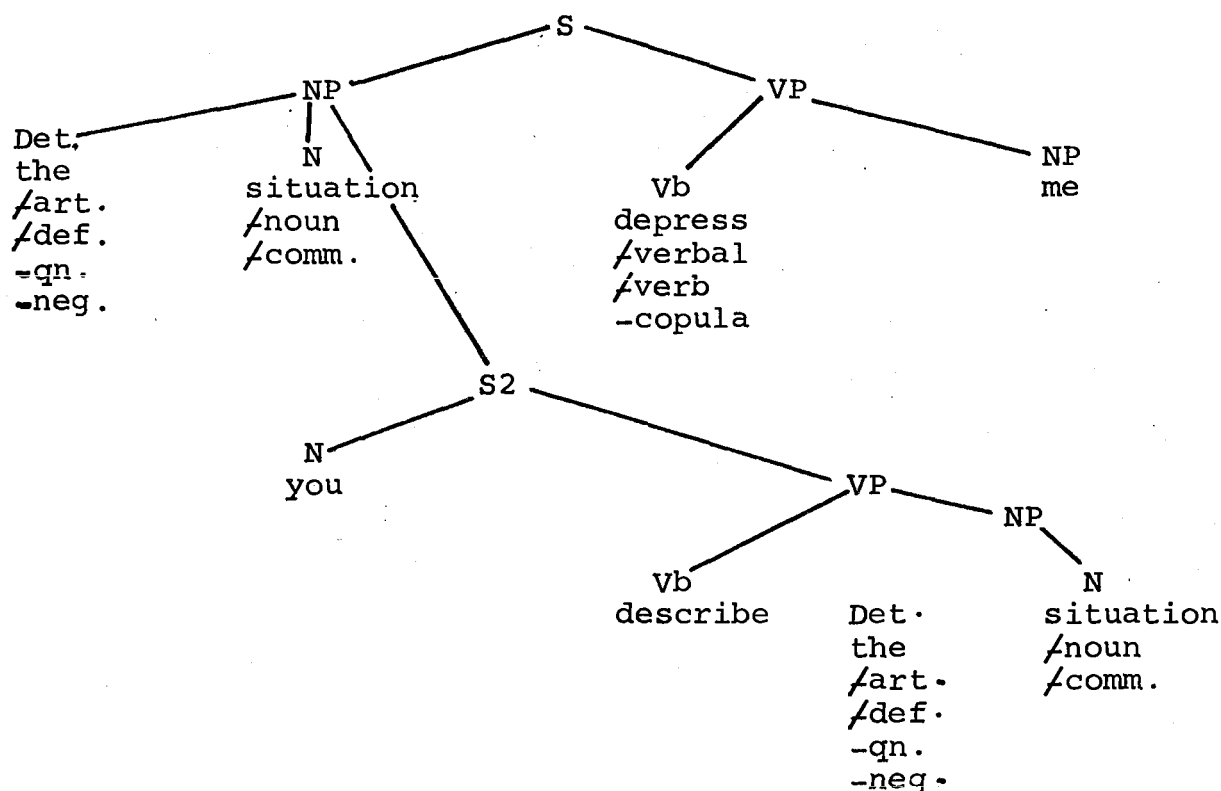 S
NP VP
Det.
the
⌿art.
⌿def.
-qn.
-neg.
N
situation
⌿noun
⌿comm.
Vb
depress
⌿verbal
⌿verb
-copula
NP
me
S2
N
you
VP
NP
Vb
describe
Det.
the
⌿art.
⌿def.
-qn.
-neg.
N
situation
⌿noun
⌿comm.